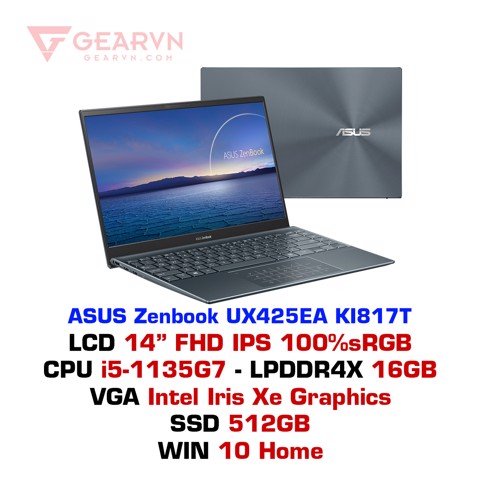 GEARVN
GEARVN.COM
ASUS
ASUS ZenBook
ASUS Zenbook UX425EA KI817T
LCD 14” FHD IPS 100%sRGB
CPU i5-1135G7 - LPDDR4X 16GB
VGA Intel Iris Xe Graphics
SSD 512GB
WIN 10 Home